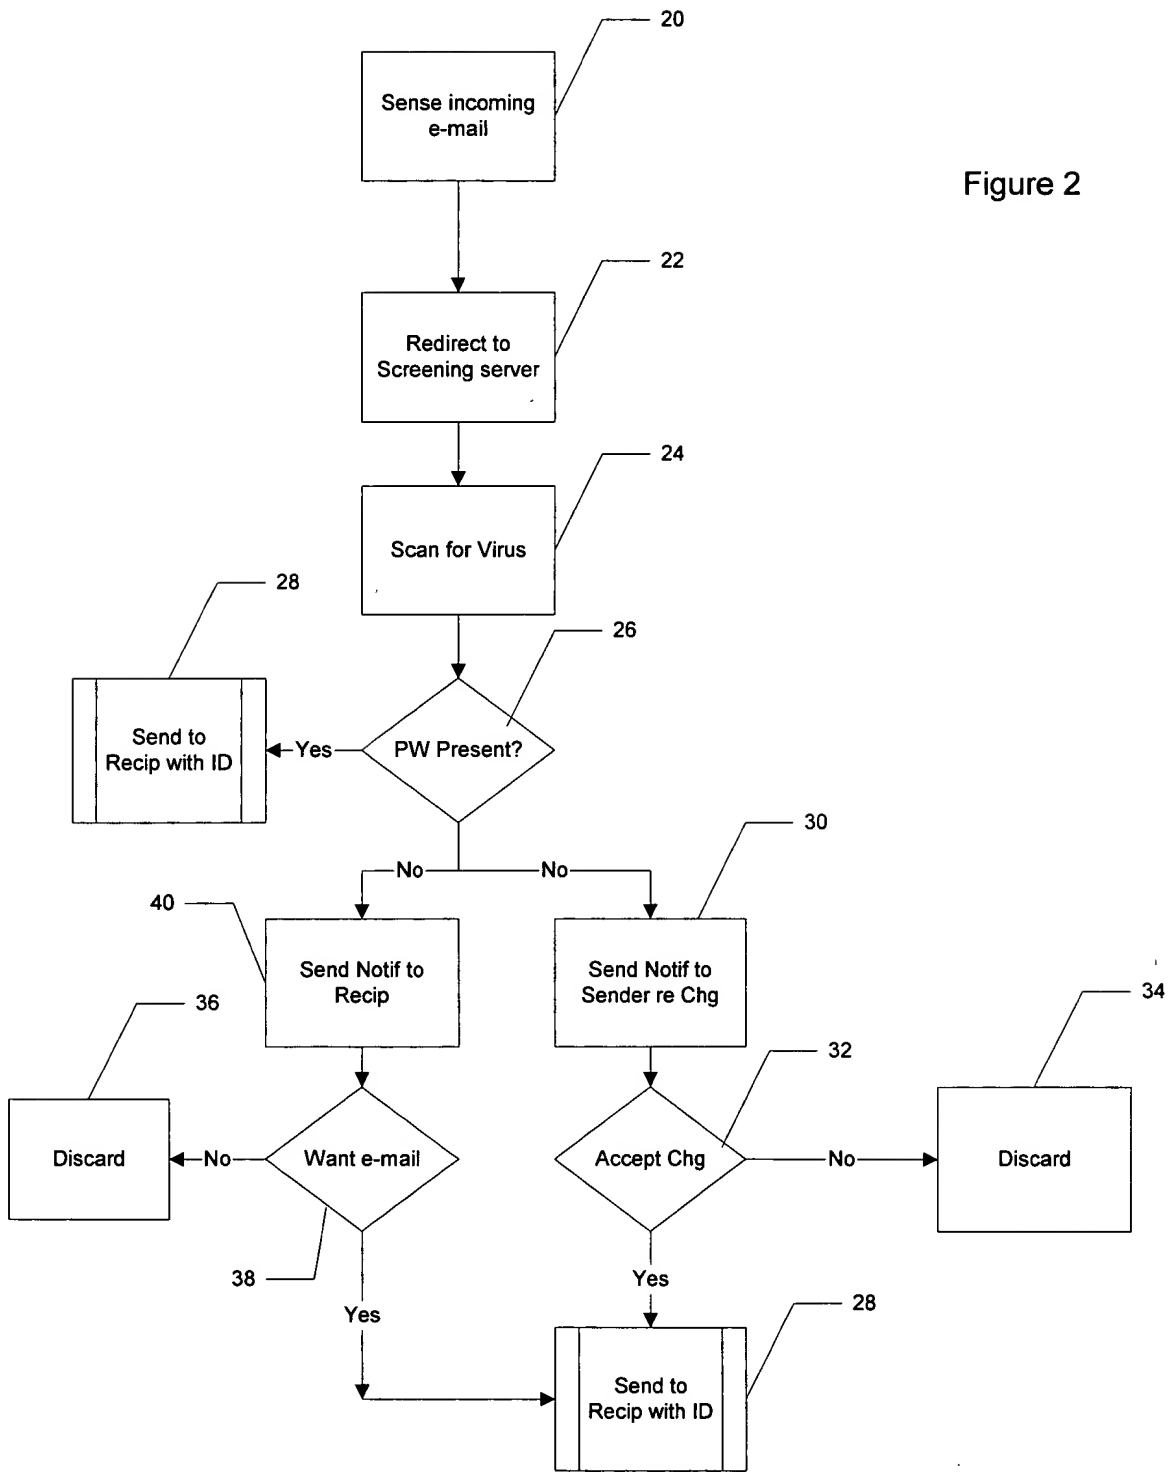 20
Sense incoming
e-mail
Figure 2
22
Redirect to
Screening server
24
Scan for Virus
28
26
Send to
Recip with ID
Yes
PW Present?
30
No
No
40
Send Notif to
Recip
Send Notif to
Sender re Chg
36
34
32
Discard
No
Want e-mail
Accept Chg
No
Discard
38
Yes
Yes
28
Send to
Recip with ID